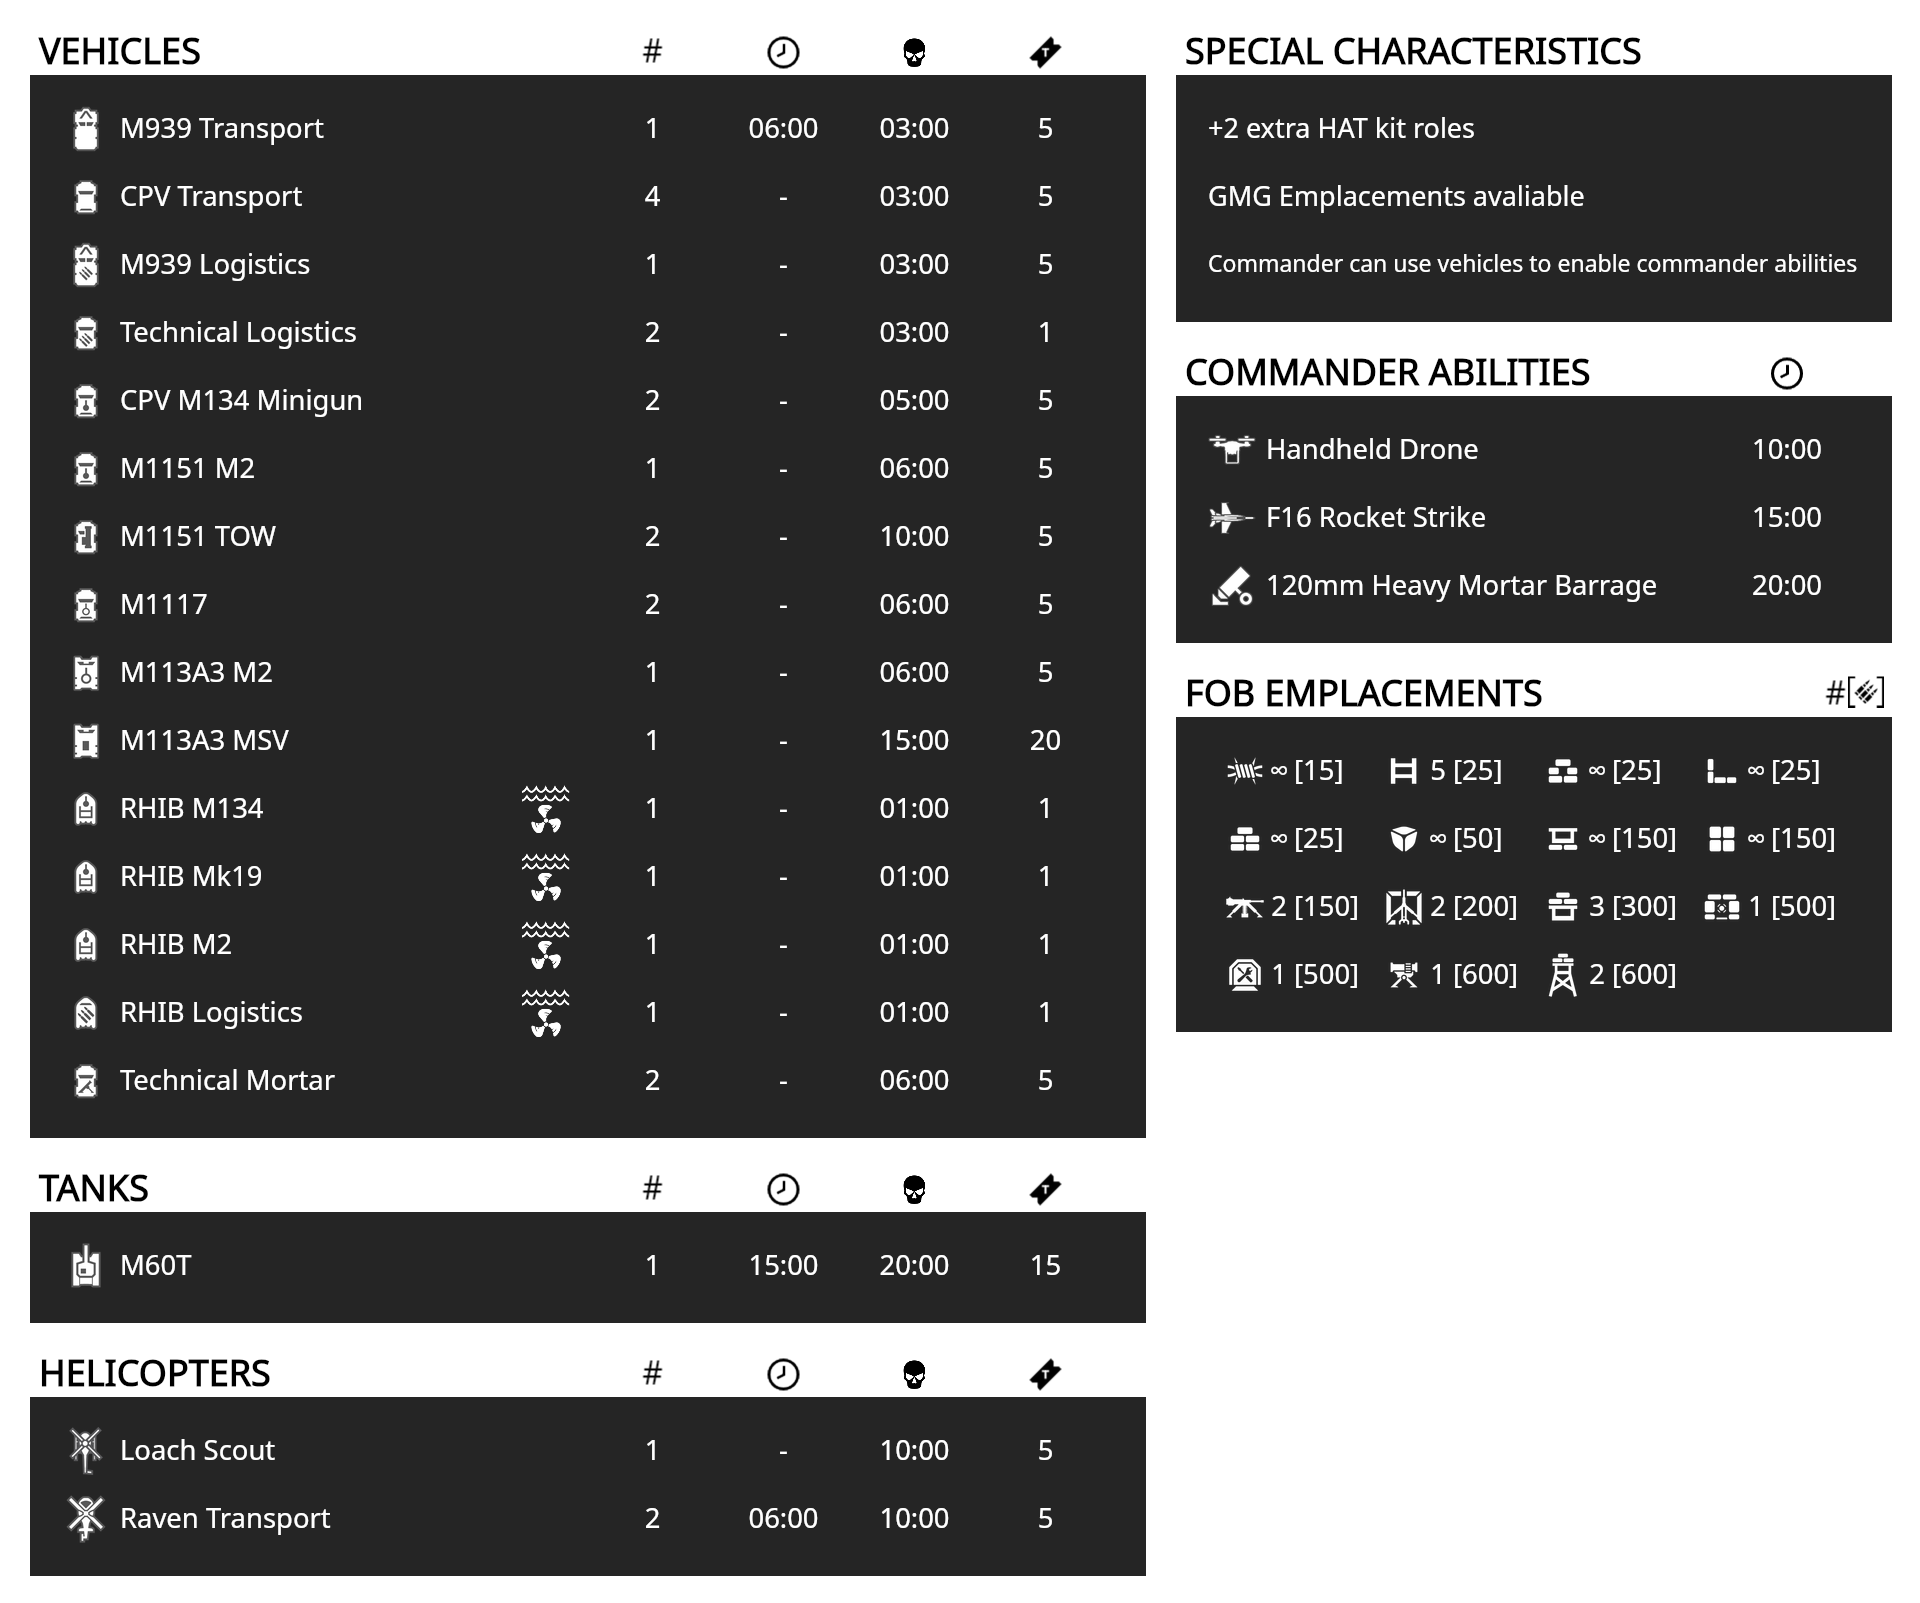 VEHICLES #
M939 Transport 1 06:00 03:00 5
CPV Transport 4 - 03:00 5
M939 Logistics 1 - 03:00 5
Technical Logistics 2 - 03:00 1
CPV M134 Minigun 2 - 05:00 5
M1151 M2 1 - 06:00 5
M1151 TOW 2 - 10:00 5
M1117 2 - 06:00 5
M113A3 M2 1 - 06:00 5
M113A3 MSV 1 - 15:00 20
RHIB M134 1 - 01:00 1
RHIB Mk19 1 - 01:00 1
RHIB M2 1 - 01:00 1
RHIB Logistics 1 - 01:00 1
Technical Mortar 2 - 06:00 5
TANKS #
M60T 1 15:00 20:00 15
HELICOPTERS #
Loach Scout 1 - 10:00 5
Raven Transport 2 06:00 10:00 5
SPECIAL CHARACTERISTICS
+2 extra HAT kit roles
GMG Emplacements avaliable
Commander can use vehicles to enable commander abilities
COMMANDER ABILITIES
Handheld Drone 10:00
F16 Rocket Strike 15:00
120mm Heavy Mortar Barrage 20:00
FOB EMPLACEMENTS #[]
∞ [15] 5 [25] ∞ [25] ∞ [25]
∞ [25] ∞ [50] ∞ [150] ∞ [150]
2 [150] 2 [200] 3 [300] 1 [500]
1 [500] 1 [600] 2 [600]